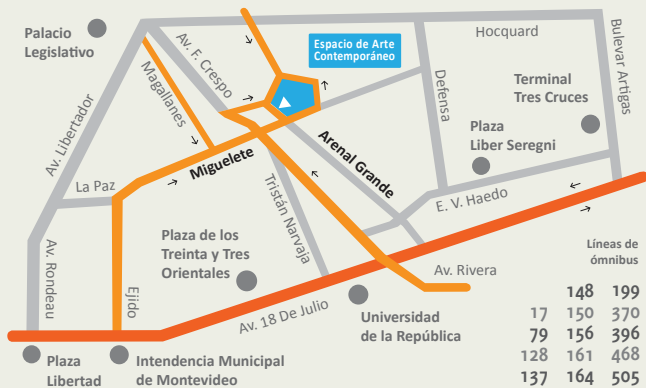 Palacio
Legislativo
Av. Libertador
Magallanes
Av. F. Crespo
Espacio de Arte
Contemporáneo
Hocquard
Bulevar Artigas
Defensa
Terminal
Tres Cruces
Plaza
Liber Seregni
Arenal Grande
Miguelete
La Paz
Tristán Narvaja
E. V. Haedo
Av. Rondeau
Ejido
Plaza de los
Treinta y Tres
Orientales
Av. 18 De Julio
Av. Rivera
Universidad
de la República
Plaza
Libertad
Intendencia Municipal
de Montevideo
Líneas de
ómnibus
148 199
17 150 370
79 156 396
128 161 468
137 164 505